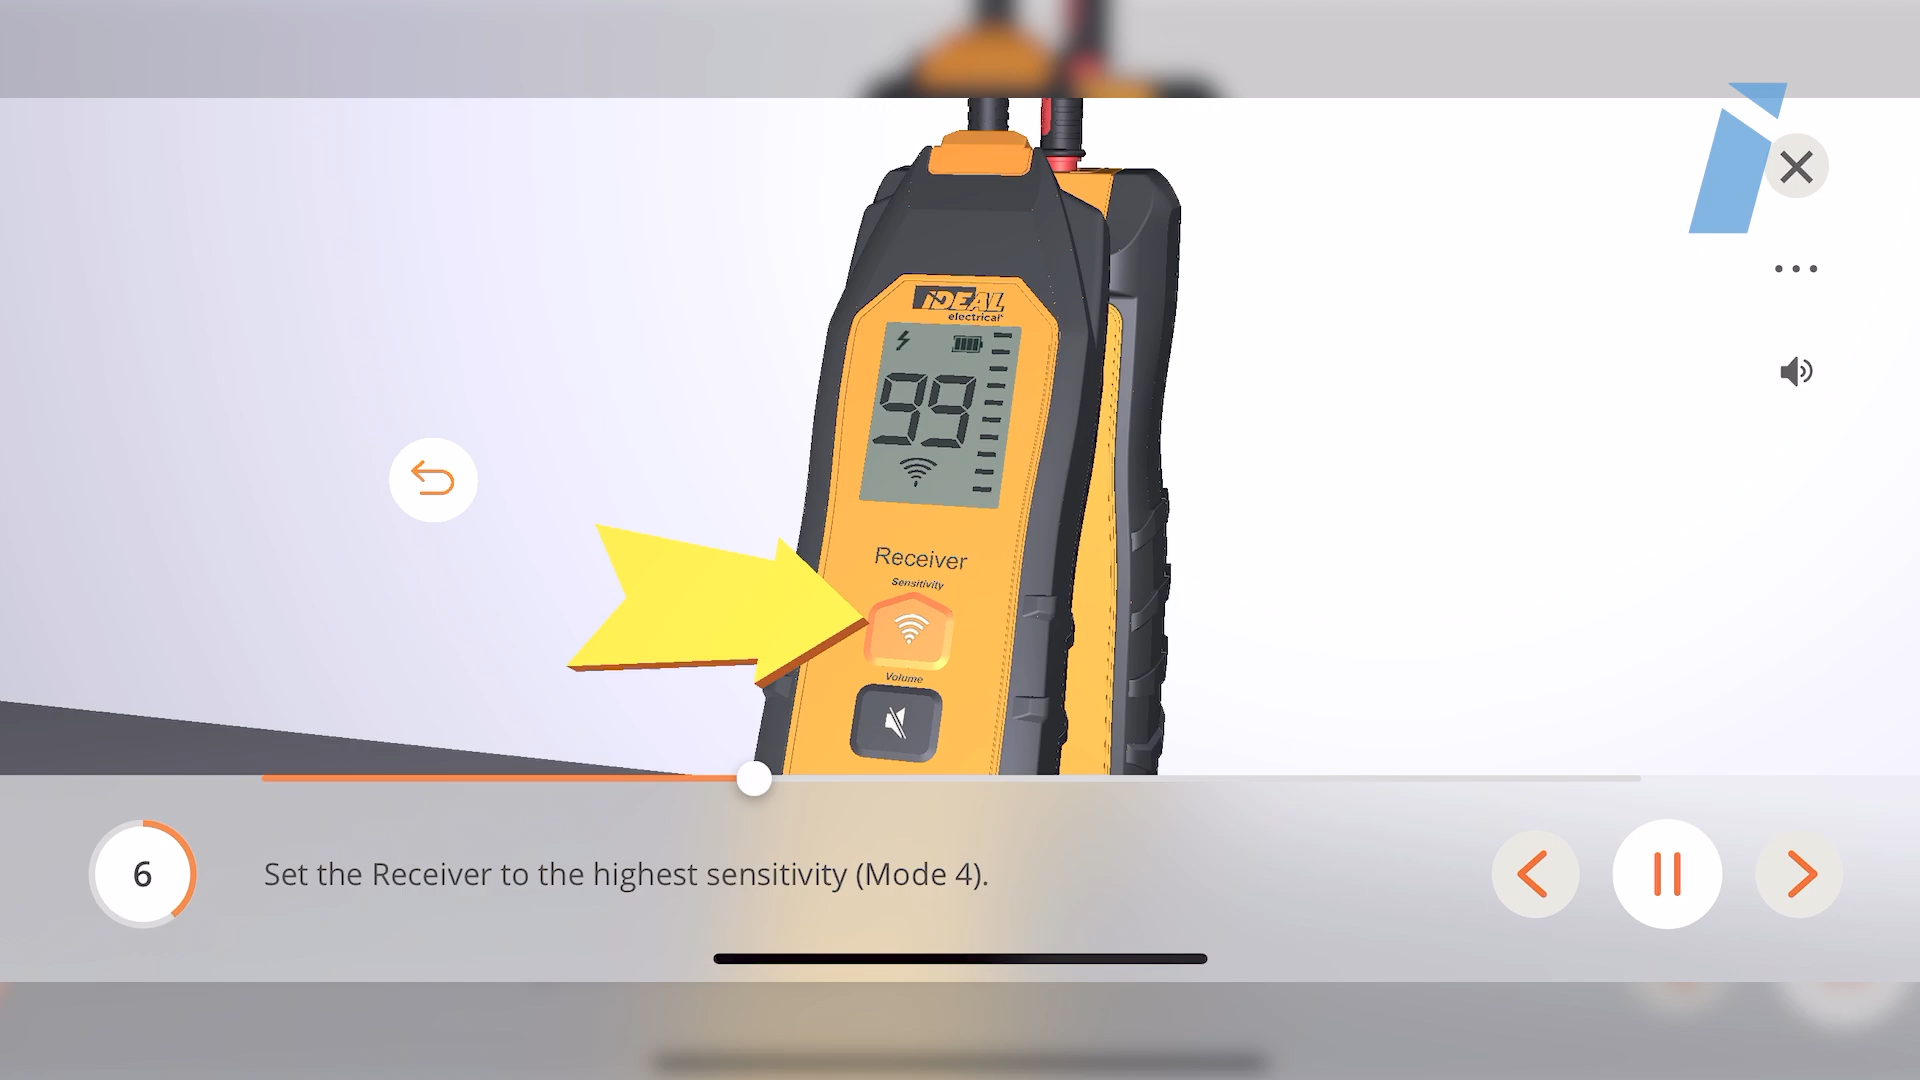 IDEAL
electrical
99
Receiver
Sensitivity
Volume
6
Set the Receiver to the highest sensitivity (Mode 4).